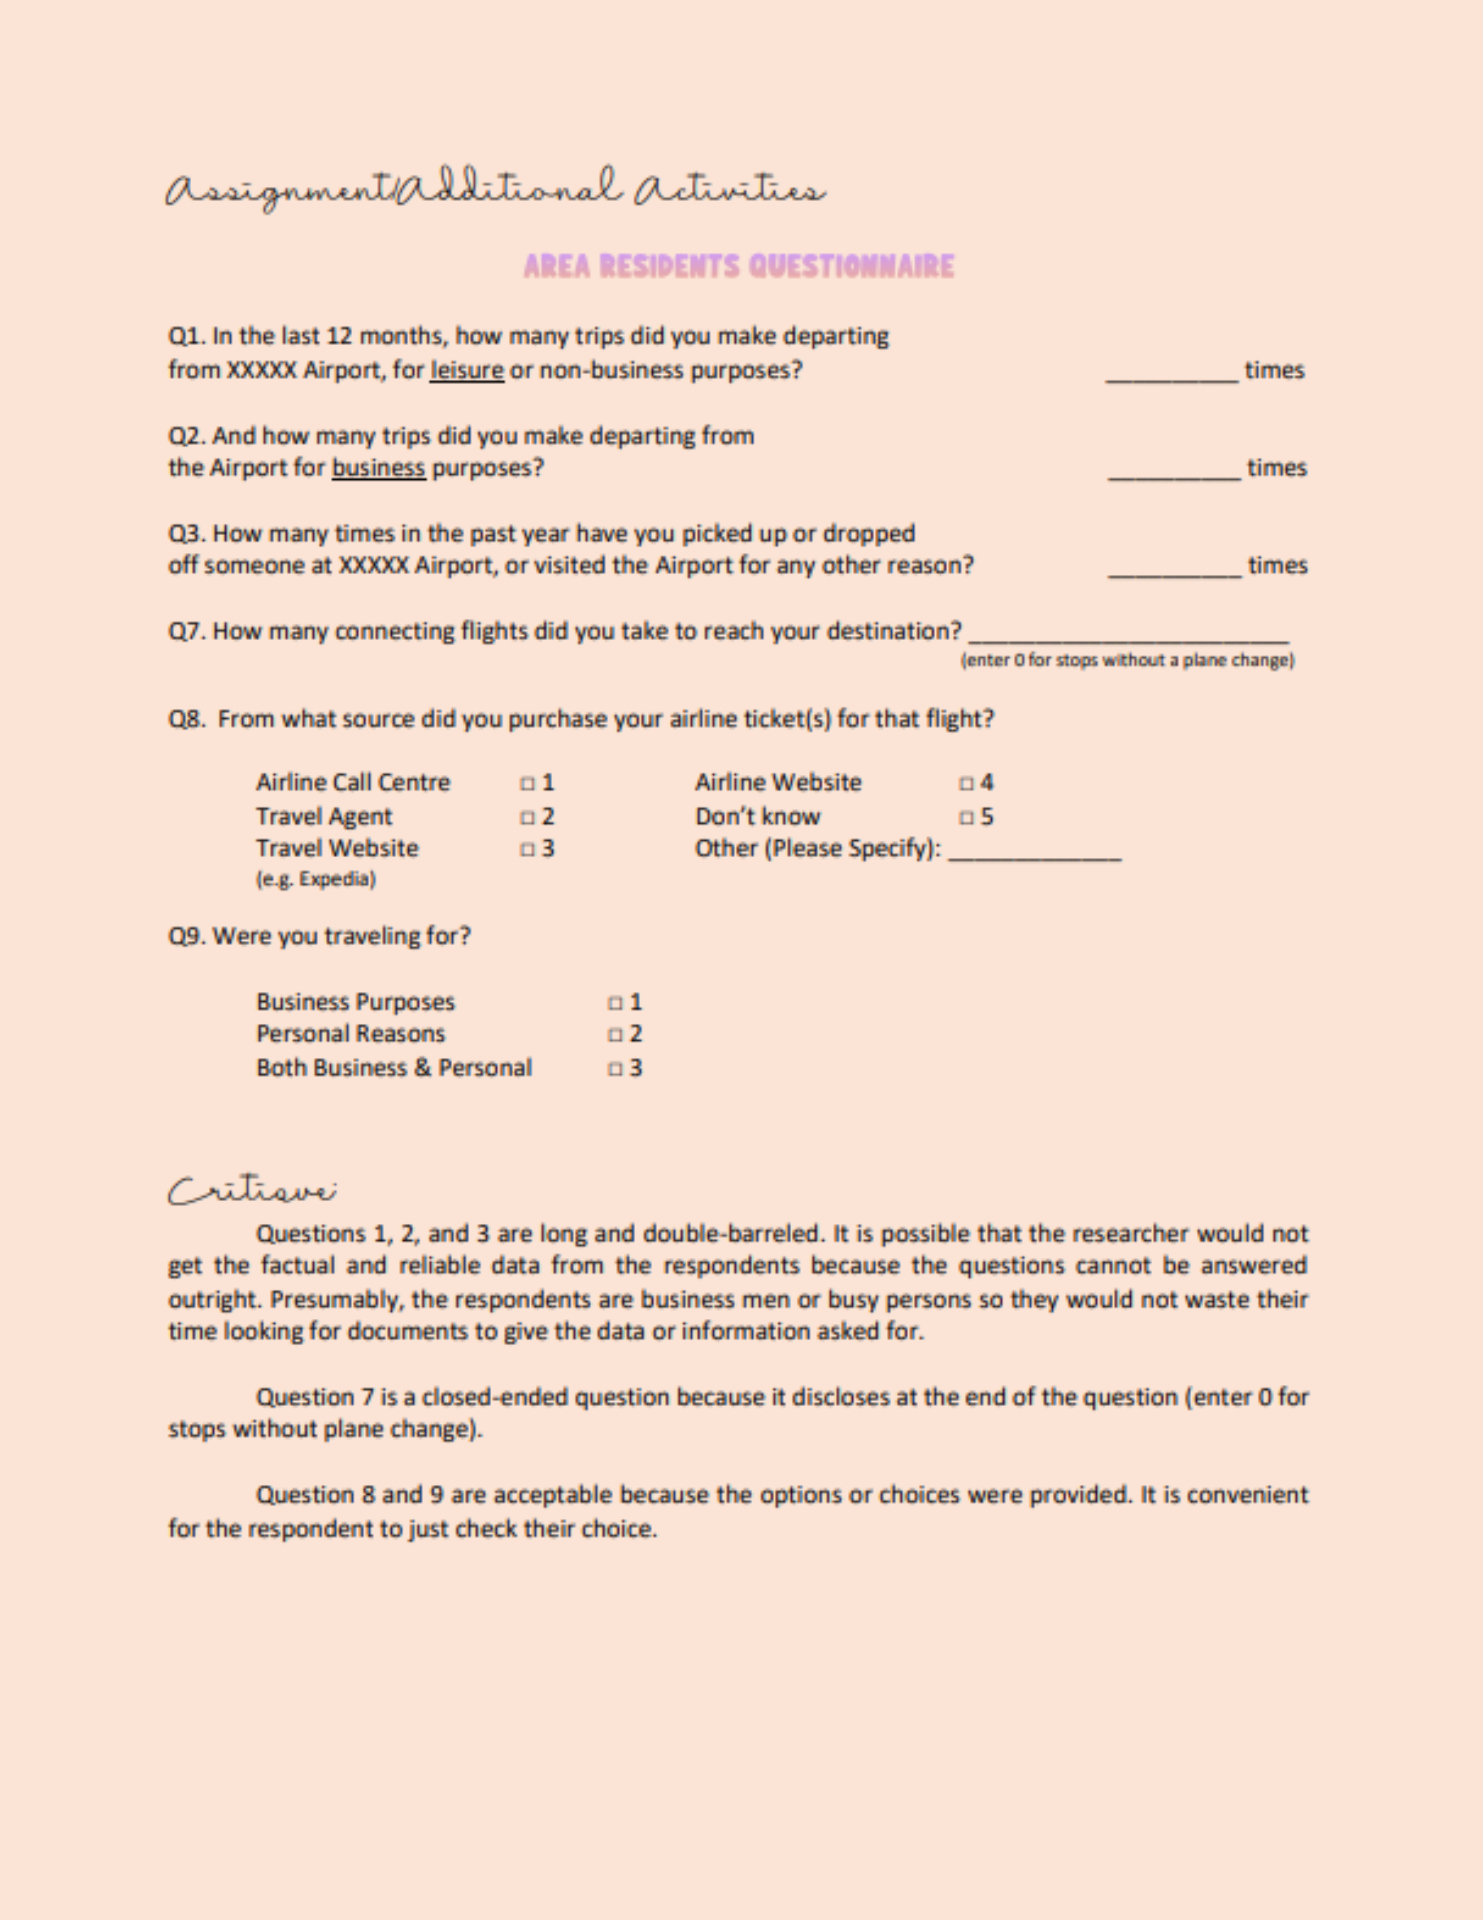 Assignment/Additional Activities
AREA RESIDENTS QUESTIONNAIRE
Q1. In the last 12 months, how many trips did you make departing
from XXXXX Airport, for leisure or non-business purposes? __________ times
Q2. And how many trips did you make departing from
the Airport for business purposes? __________ times
Q3. How many times in the past year have you picked up or dropped
off someone at XXXXX Airport, or visited the Airport for any other reason? __________ times
Q7. How many connecting flights did you take to reach your destination? ________________________
(enter 0 for stops without a plane change)
Q8. From what source did you purchase your airline ticket(s) for that flight?
Airline Call Centre □ 1 Airline Website □ 4
Travel Agent □ 2 Don't know □ 5
Travel Website □ 3 Other (Please Specify): _____________
(e.g. Expedia)
Q9. Were you traveling for?
Business Purposes □ 1
Personal Reasons □ 2
Both Business & Personal □ 3
Critique:
Questions 1, 2, and 3 are long and double-barreled. It is possible that the researcher would not
get the factual and reliable data from the respondents because the questions cannot be answered
outright. Presumably, the respondents are business men or busy persons so they would not waste their
time looking for documents to give the data or information asked for.
Question 7 is a closed-ended question because it discloses at the end of the question (enter 0 for
stops without plane change).
Question 8 and 9 are acceptable because the options or choices were provided. It is convenient
for the respondent to just check their choice.